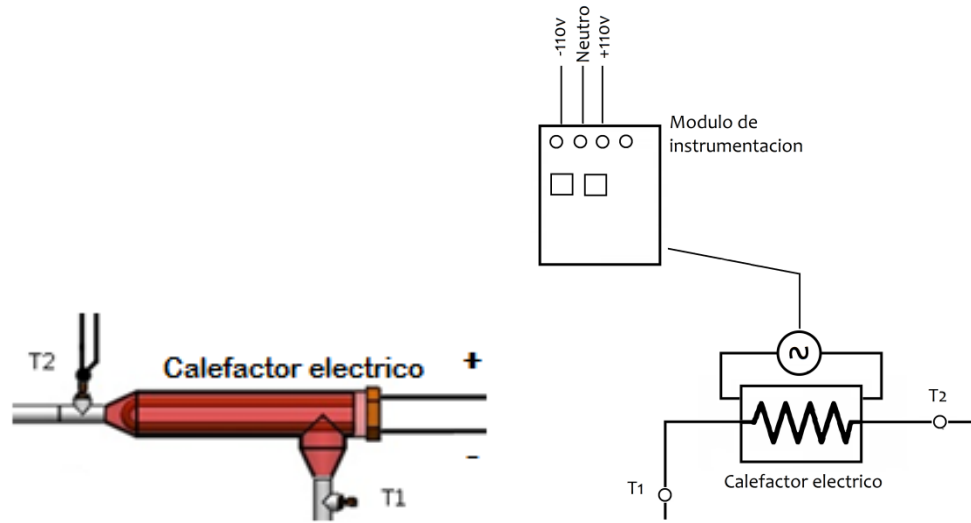 -110v
Neutro
+110v
Modulo de
instrumentacion
T2
Calefactor electrico
+
-
T1
T2
T1
Calefactor electrico